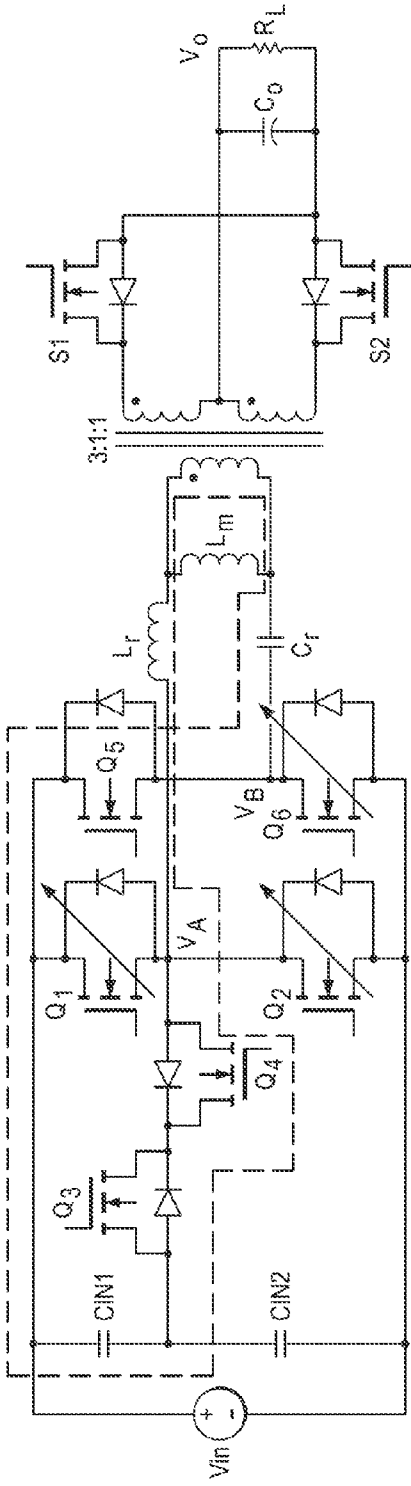 Vin
+
-
CIN1
CIN2
Q3
Q4
Q1
Q2
VA
Q5
VB
Q6
Lr
Cr
Lm
3:1:1
S1
S2
Vo
Co
RL